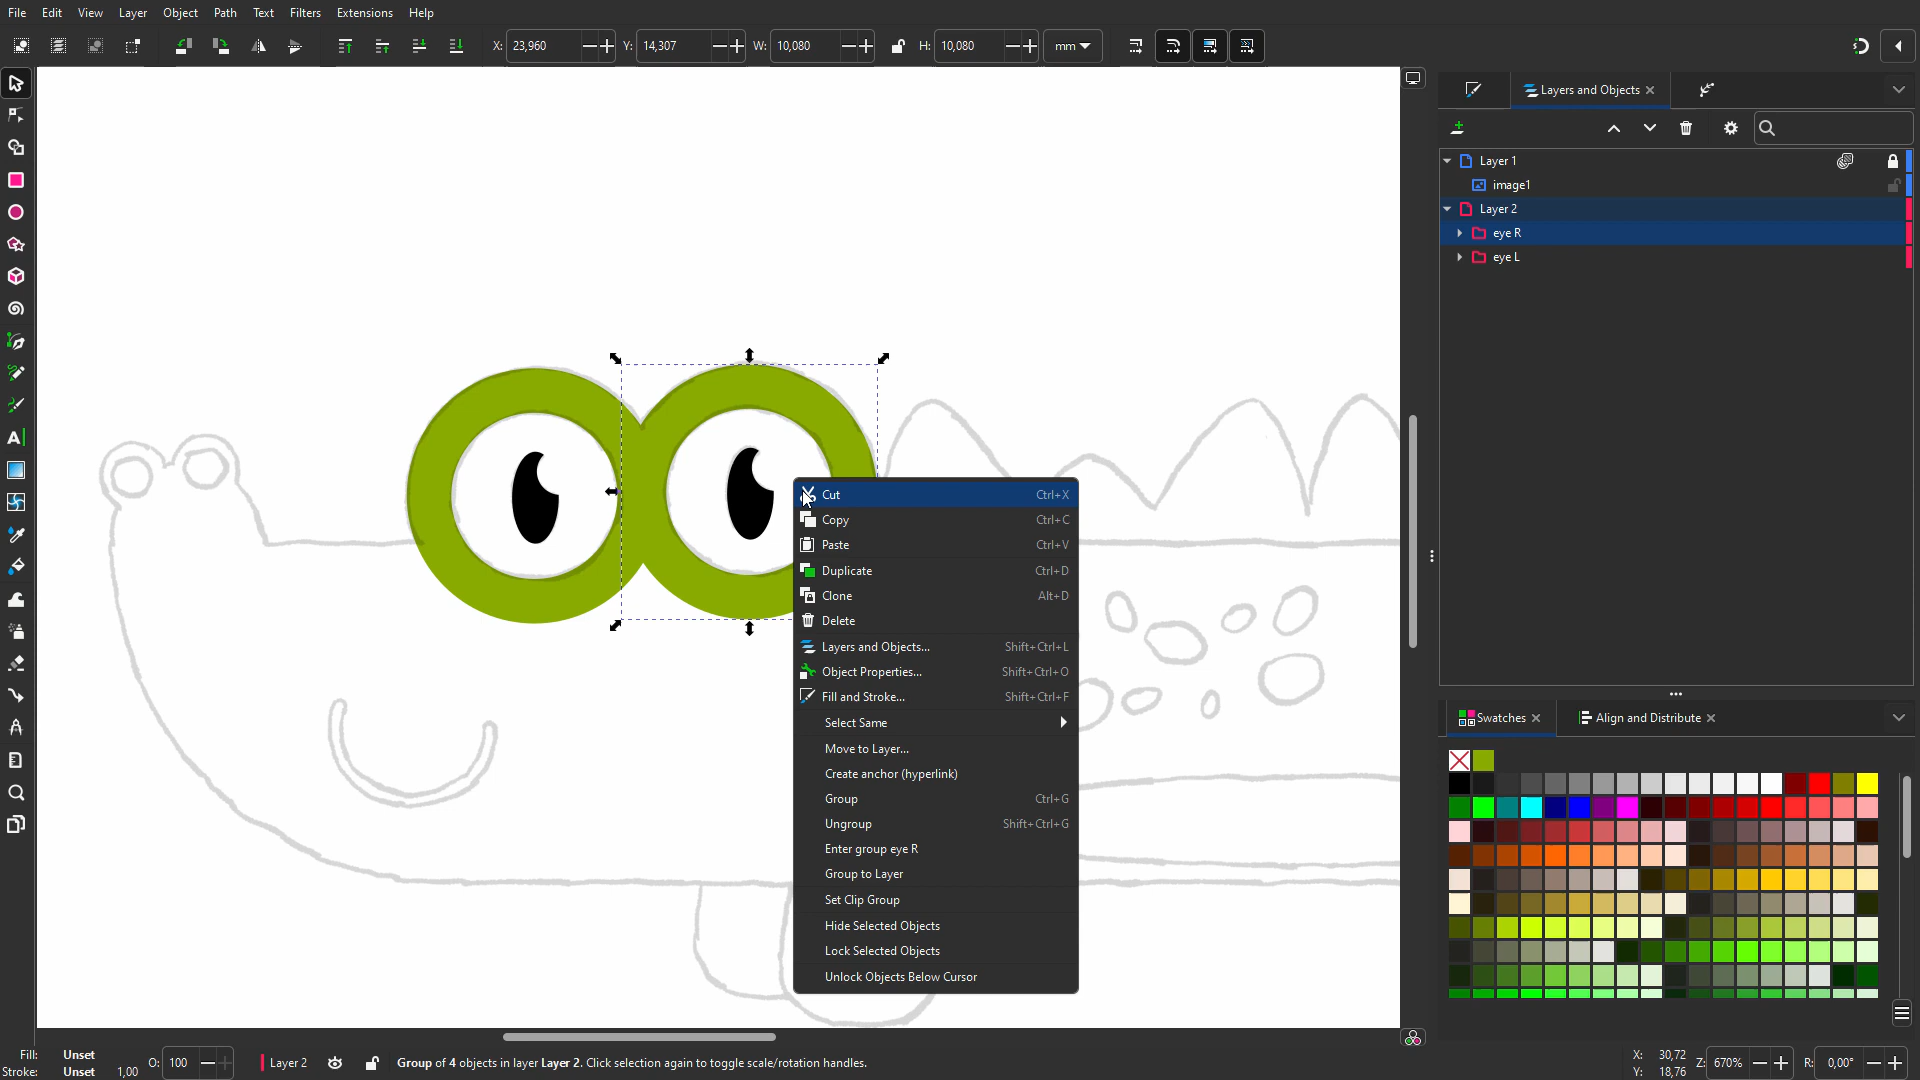 File Edit View Layer Object Path Text Filters Extensions Help
X: 23,960 Y: 14,307 W: 10,080 H: 10,080 mm
Layers and Objects
Layer 1
image1
Layer 2
eye R
eye L
Cut Ctrl+X
Copy Ctrl+C
Paste Ctrl+V
Duplicate Ctrl+D
Clone Alt+D
Delete
Layers and Objects... Shift+Ctrl+L
Object Properties... Shift+Ctrl+O
Fill and Stroke... Shift+Ctrl+F
Select Same
Move to Layer...
Create anchor (hyperlink)
Group Ctrl+G
Ungroup Shift+Ctrl+G
Enter group eye R
Group to Layer
Set Clip Group
Hide Selected Objects
Lock Selected Objects
Unlock Objects Below Cursor
Swatches Align and Distribute
Fill: Unset
Stroke: Unset 1,00
O: 100 Layer 2 Group of 4 objects in layer Layer 2. Click selection again to toggle scale/rotation handles.
X: 30,72
Y: 18,76
Z: 670% R: 0,00°